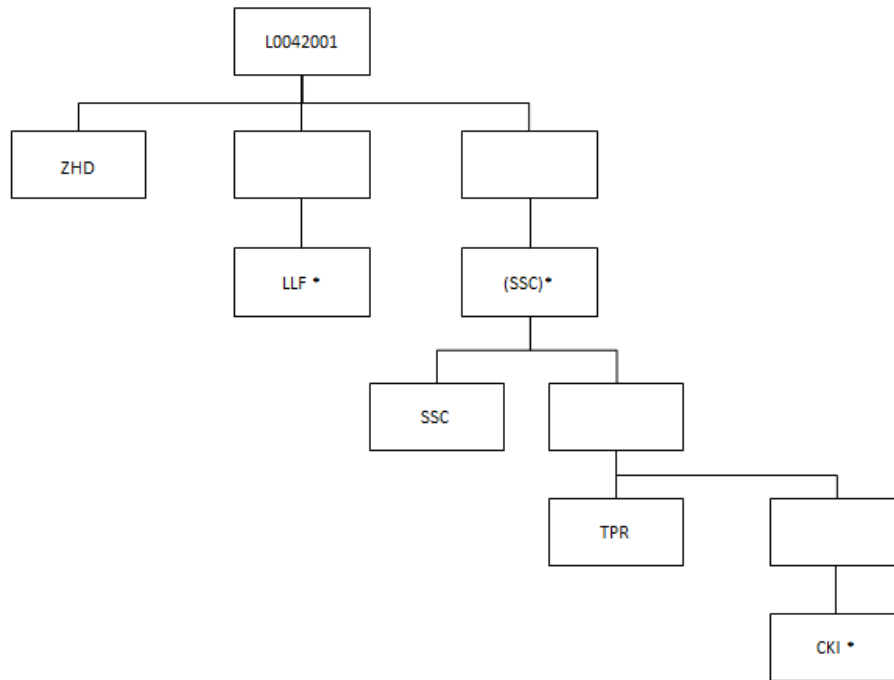 L0042001
ZHD
LLF *
(SSC)*
SSC
TPR
CKI *